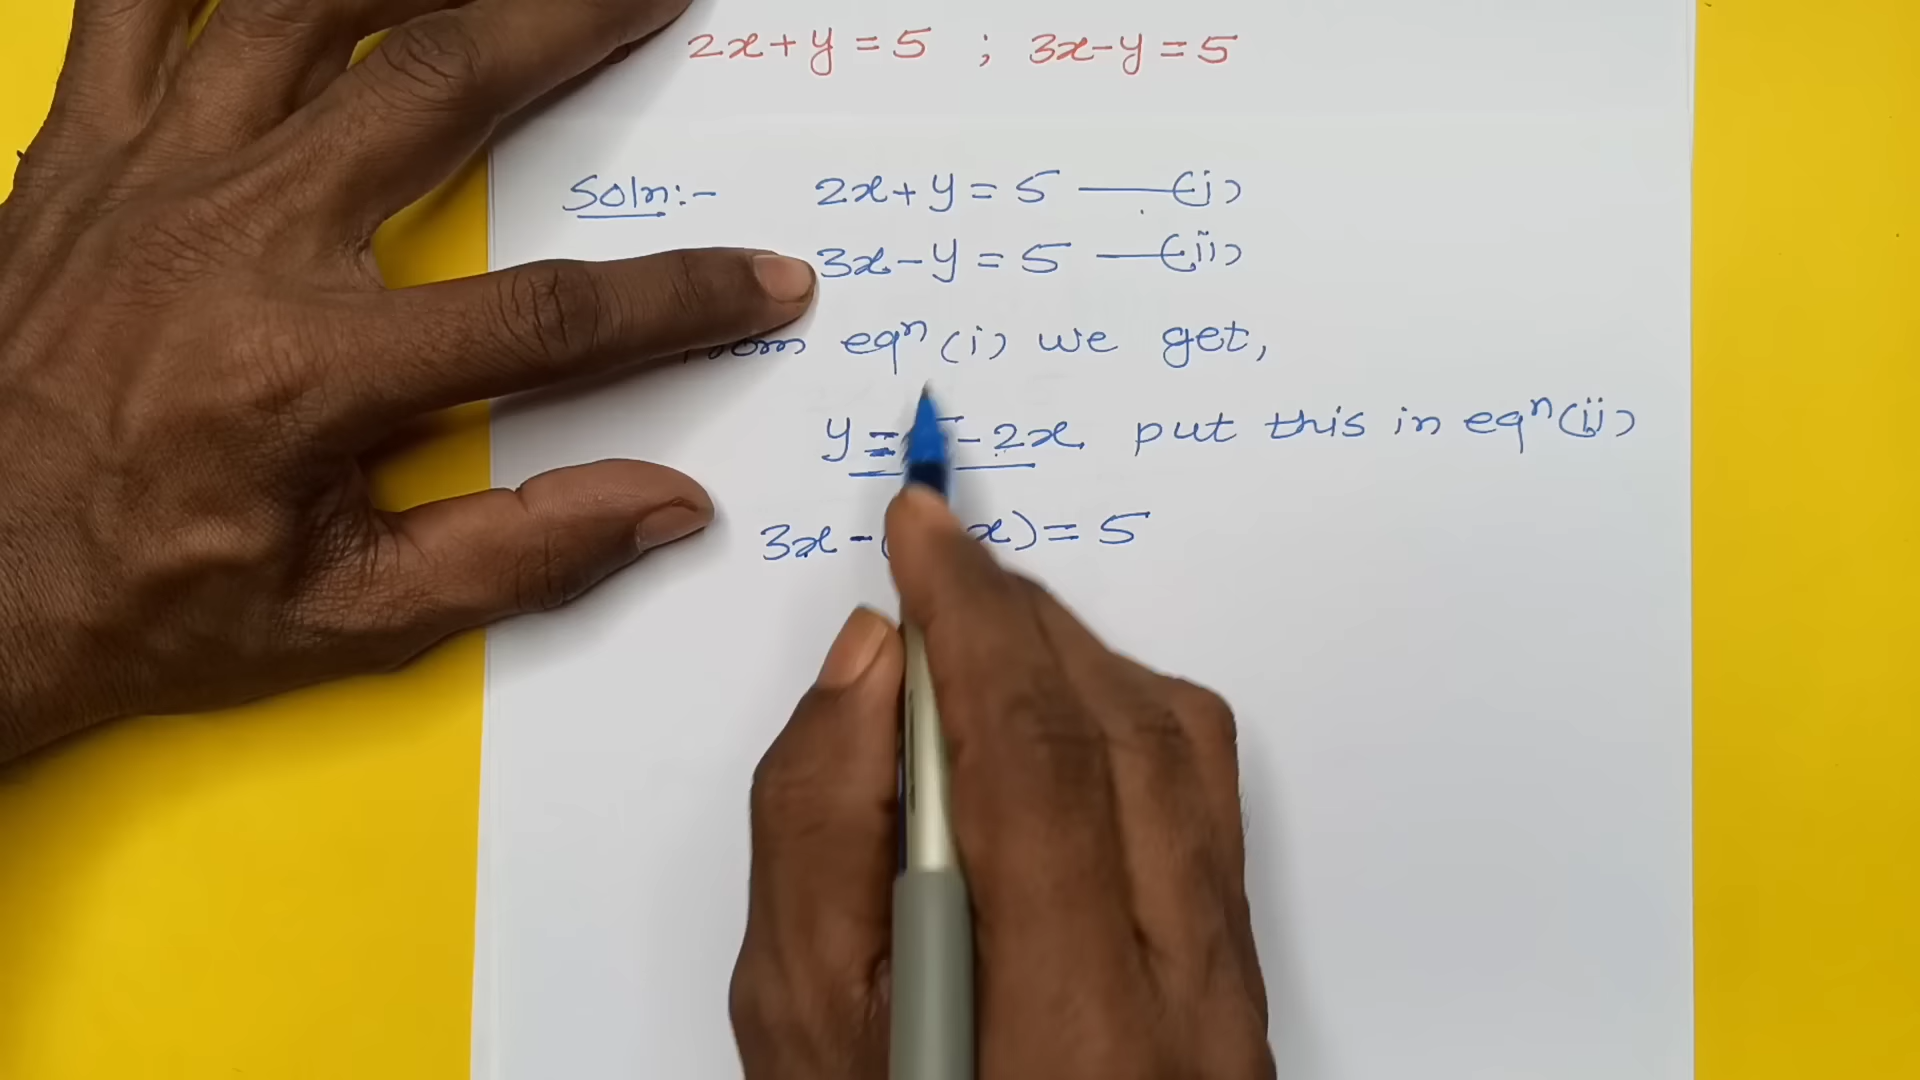 2x+y=5 ; 3x-y=5
Soln:- 2x+y=5 —(i)
3x-y=5 —(ii)
eqⁿ(i) we get,
y=5-2x put this in eqⁿ(ii)
3x-( x)=5